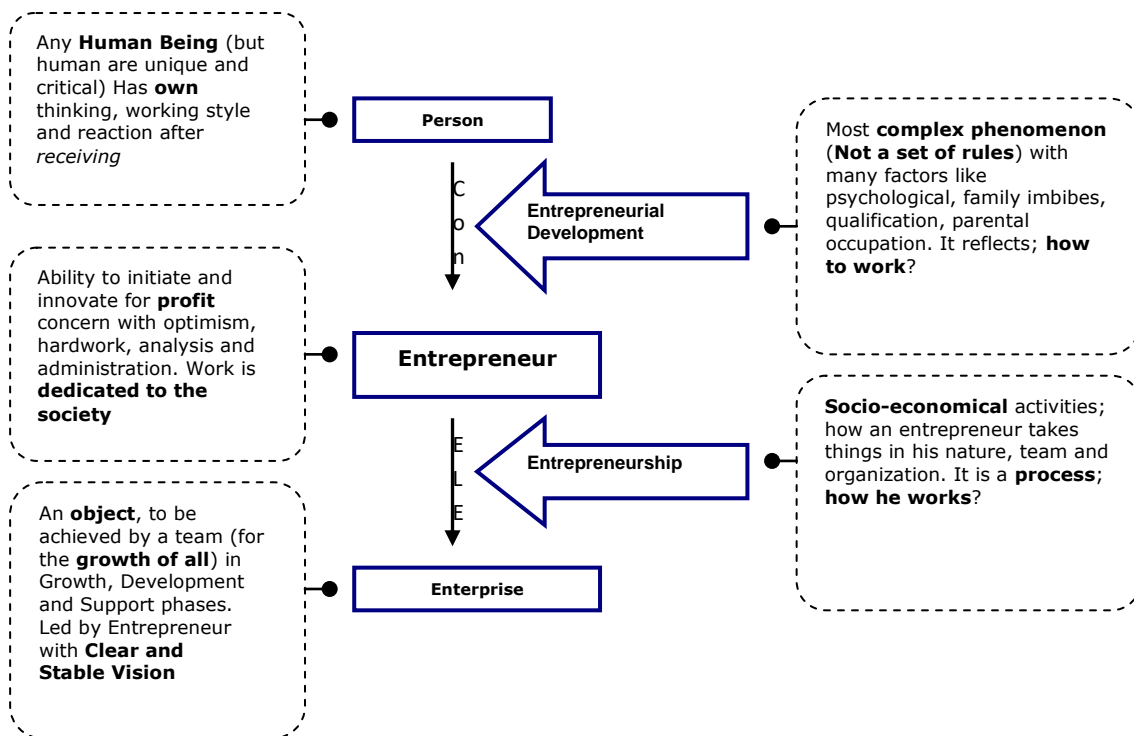 Any Human Being (but
human are unique and
critical) Has own
thinking, working style
and reaction after
receiving
Person
Most complex phenomenon
(Not a set of rules) with
many factors like
psychological, family imbibes,
qualification, parental
occupation. It reflects; how
to work?
C
o
n
Entrepreneurial
Development
Ability to initiate and
innovate for profit
concern with optimism,
hardwork, analysis and
administration. Work is
dedicated to the
society
Entrepreneur
Socio-economical activities;
how an entrepreneur takes
things in his nature, team and
organization. It is a process;
how he works?
E
L
E
Entrepreneurship
An object, to be
achieved by a team (for
the growth of all) in
Growth, Development
and Support phases.
Led by Entrepreneur
with Clear and
Stable Vision
Enterprise